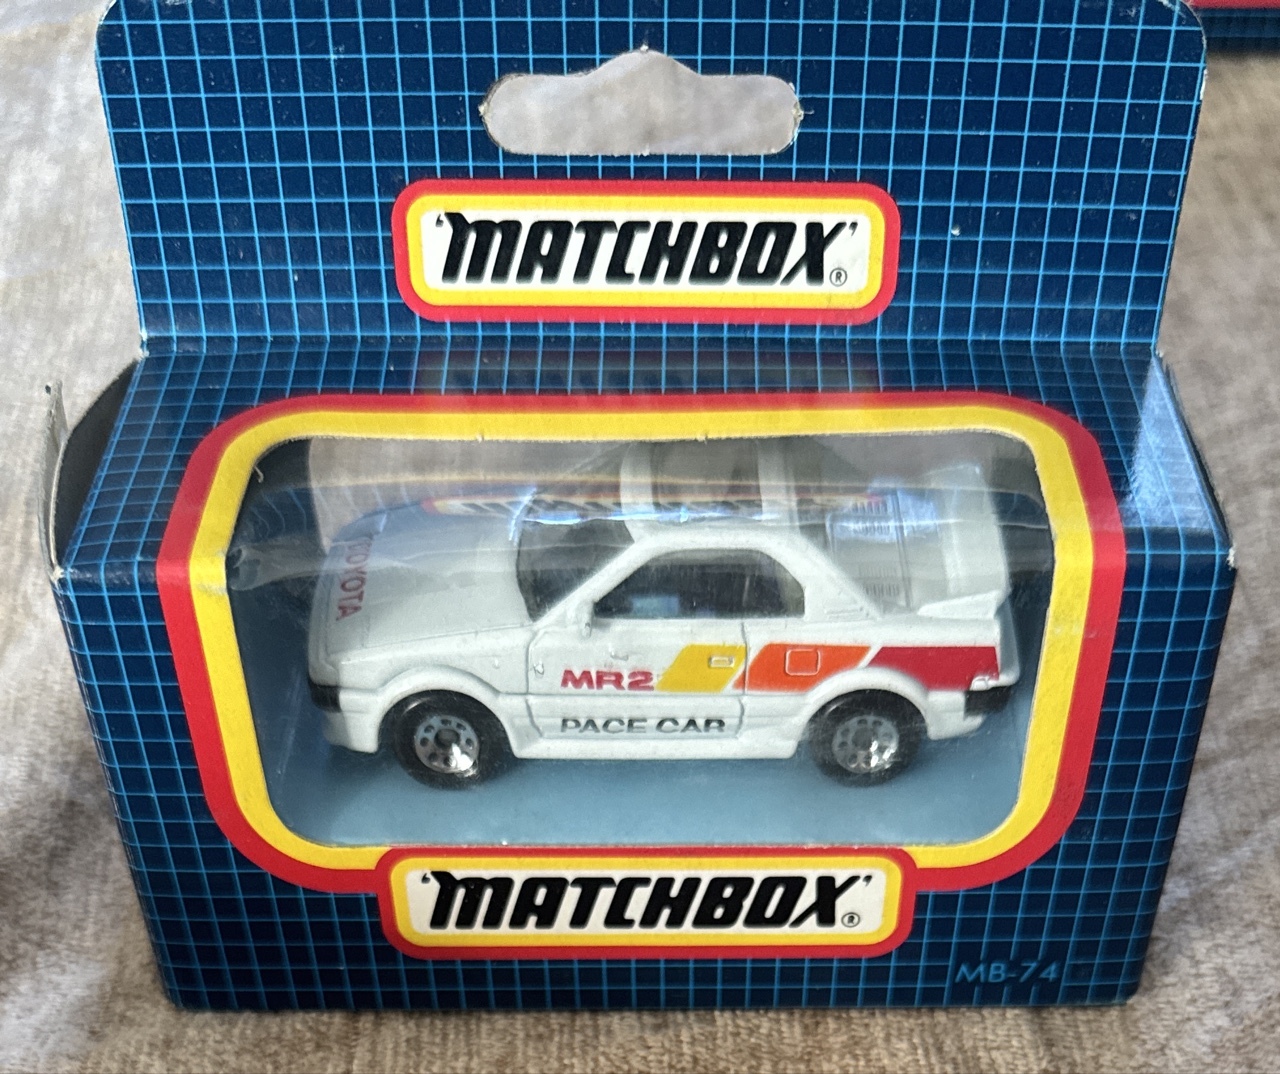 'MATCHBOX'®
TOYOTA
MR2
PACE CAR
'MATCHBOX'®
MB-74